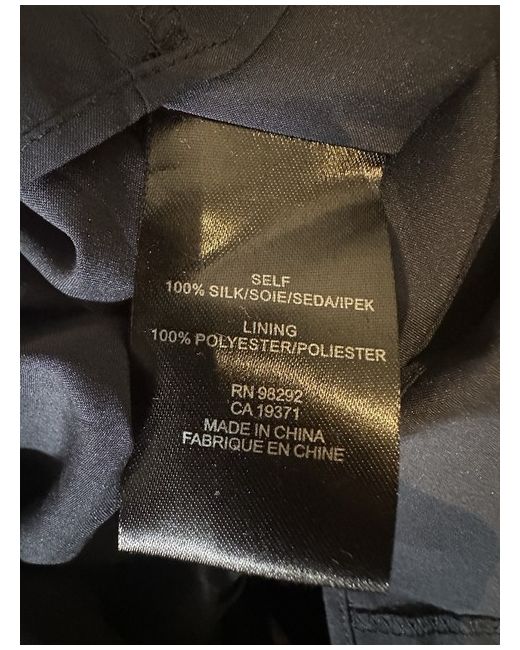 SELF
100% SILK/SOIE/SEDA/IPEK
LINING
100% POLYESTER/POLIESTER
RN 98292
CA 19371
MADE IN CHINA
FABRIQUE EN CHINE